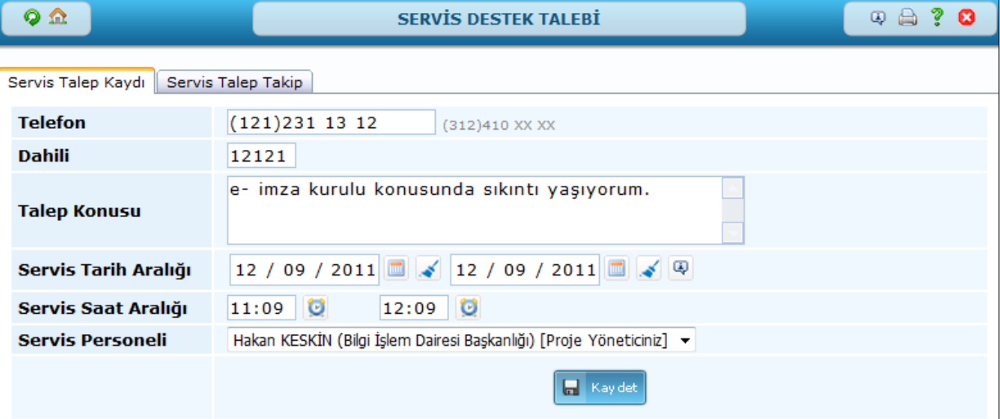 SERVİS DESTEK TALEBİ
Servis Talep Kaydı Servis Talep Takip
Telefon (121)231 13 12 (312)410 XX XX
Dahili 12121
Talep Konusu e- imza kurulu konusunda sıkıntı yaşıyorum.
Servis Tarih Aralığı 12 / 09 / 2011 12 / 09 / 2011
Servis Saat Aralığı 11:09 12:09
Servis Personeli Hakan KESKİN (Bilgi İşlem Dairesi Başkanlığı) [Proje Yöneticiniz]
Kaydet